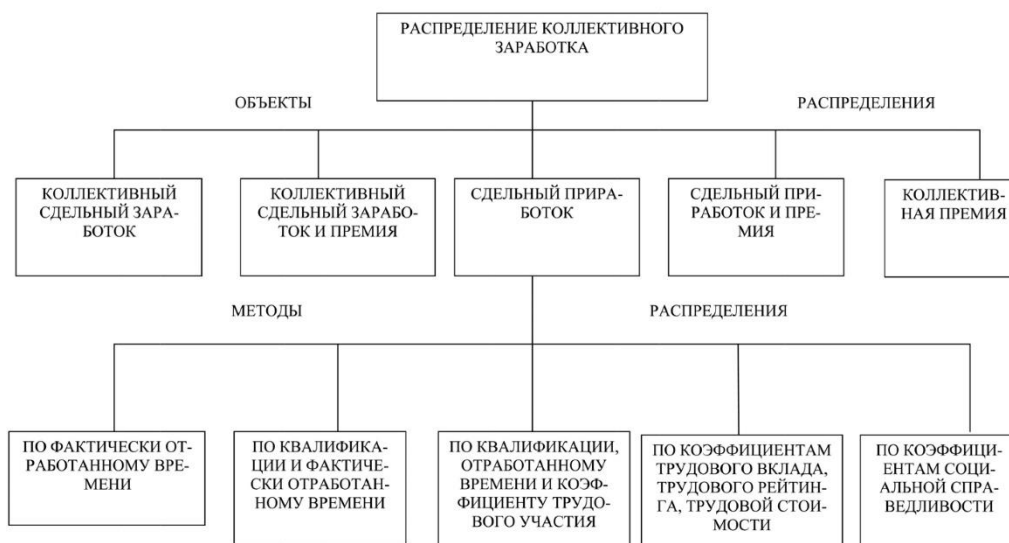 РАСПРЕДЕЛЕНИЕ КОЛЛЕКТИВНОГО
ЗАРАБОТКА
ОБЪЕКТЫ
РАСПРЕДЕЛЕНИЯ
КОЛЛЕКТИВНЫЙ
СДЕЛЬНЫЙ ЗАРА-
БОТОК
КОЛЛЕКТИВНЫЙ
СДЕЛЬНЫЙ ЗАРАБО-
ТОК И ПРЕМИЯ
СДЕЛЬНЫЙ ПРИРА-
БОТОК
СДЕЛЬНЫЙ ПРИ-
РАБОТОК И ПРЕ-
МИЯ
КОЛЛЕКТИВ-
НАЯ ПРЕМИЯ
МЕТОДЫ
РАСПРЕДЕЛЕНИЯ
ПО ФАКТИЧЕСКИ ОТ-
РАБОТАННОМУ ВРЕ-
МЕНИ
ПО КВАЛИФИКА-
ЦИИ И ФАКТИЧЕ-
СКИ ОТРАБОТАН-
НОМУ ВРЕМЕНИ
ПО КВАЛИФИКАЦИИ,
ОТРАБОТАННОМУ
ВРЕМЕНИ И КОЭФ-
ФИЦИЕНТУ ТРУДО-
ВОГО УЧАСТИЯ
ПО КОЭФФИЦИЕНТАМ
ТРУДОВОГО ВКЛАДА,
ТРУДОВОГО РЕЙТИН-
ГА, ТРУДОВОЙ СТОИ-
МОСТИ
ПО КОЭФФИЦИ-
ЕНТАМ СОЦИ-
АЛЬНОЙ СПРА-
ВЕДЛИВОСТИ